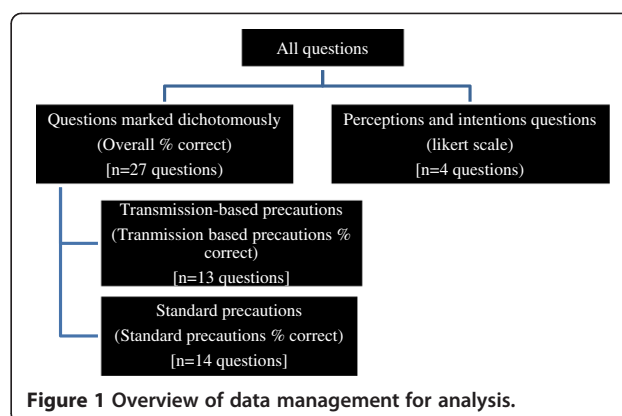 All questions
Questions marked dichotomously
(Overall % correct)
[n=27 questions)
Perceptions and intentions questions
(likert scale)
[n=4 questions)
Transmission-based precautions
(Tranmission based precautions %
correct)
[n=13 questions]
Standard precautions
(Standard precautions % correct)
[n=14 questions]
Figure 1 Overview of data management for analysis.